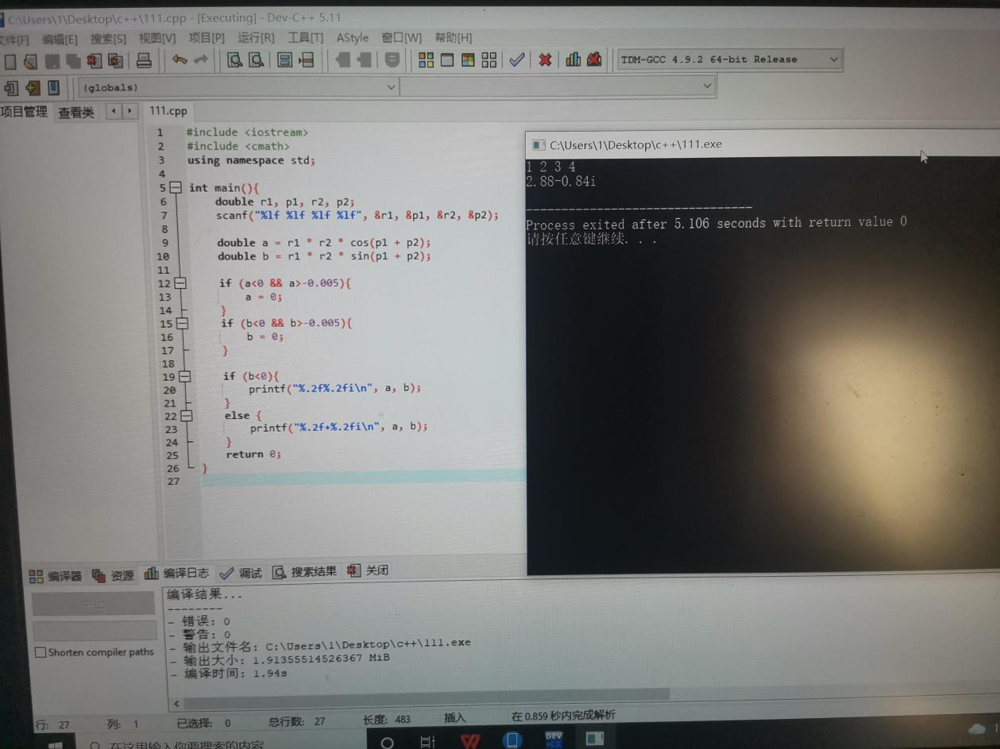 C:\Users\1\Desktop\c++\111.cpp - [Executing] - Dev-C++ 5.11
文件[F] 编辑[E] 搜索[S] 视图[V] 项目[P] 运行[R] 工具[T] AStyle 窗口[W] 帮助[H]
TDM-GCC 4.9.2 64-bit Release
(globals)
项目管理 查看类 111.cpp
1 #include <iostream>
2 #include <cmath>
3 using namespace std;
4
5 int main(){
6 double r1, p1, r2, p2;
7 scanf("%lf %lf %lf %lf", &r1, &p1, &r2, &p2);
8
9 double a = r1 * r2 * cos(p1 + p2);
10 double b = r1 * r2 * sin(p1 + p2);
11
12 if (a<0 && a>-0.005){
13 a = 0;
14 }
15 if (b<0 && b>-0.005){
16 b = 0;
17 }
18
19 if (b<0){
20 printf("%.2f%.2fi\n", a, b);
21 }
22 else {
23 printf("%.2f+%.2fi\n", a, b);
24 }
25 return 0;
26 }
27
C:\Users\1\Desktop\c++\111.exe
1 2 3 4
2.88-0.84i
--------------------------------
Process exited after 5.106 seconds with return value 0
请按任意键继续. . .
编译器 资源 编译日志 调试 搜索结果 关闭
中止
Shorten compiler paths
编译结果...
--------
- 错误: 0
- 警告: 0
- 输出文件名: C:\Users\1\Desktop\c++\111.exe
- 输出大小: 1.91355514526367 MiB
- 编译时间: 1.94s
行: 27 列: 1 已选择: 0 总行数: 27 长度: 483 插入 在 0.859 秒内完成解析
在这里输入你要搜索的内容
DEV